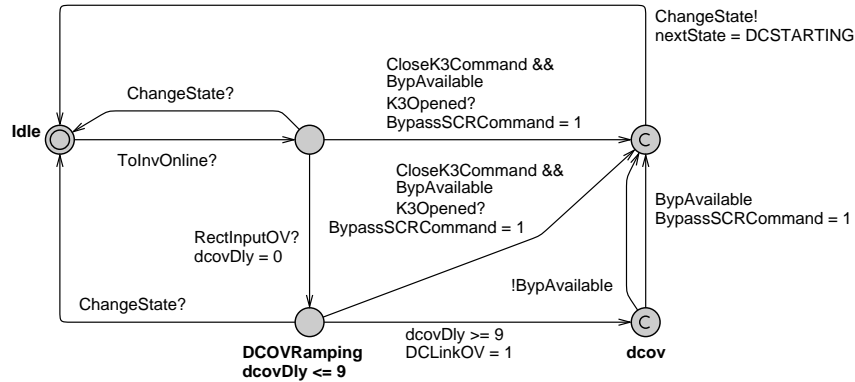 ChangeState!
nextState = DCSTARTING
CloseK3Command &&
BypAvailable
K3Opened?
BypassSCRCommand = 1
ChangeState?
Idle
C
ToInvOnline?
CloseK3Command &&
BypAvailable
K3Opened?
BypassSCRCommand = 1
BypAvailable
BypassSCRCommand = 1
RectInputOV?
dcovDly = 0
!BypAvailable
ChangeState?
C
dcovDly >= 9
DCLinkOV = 1
DCOVRamping
dcovDly <= 9
dcov